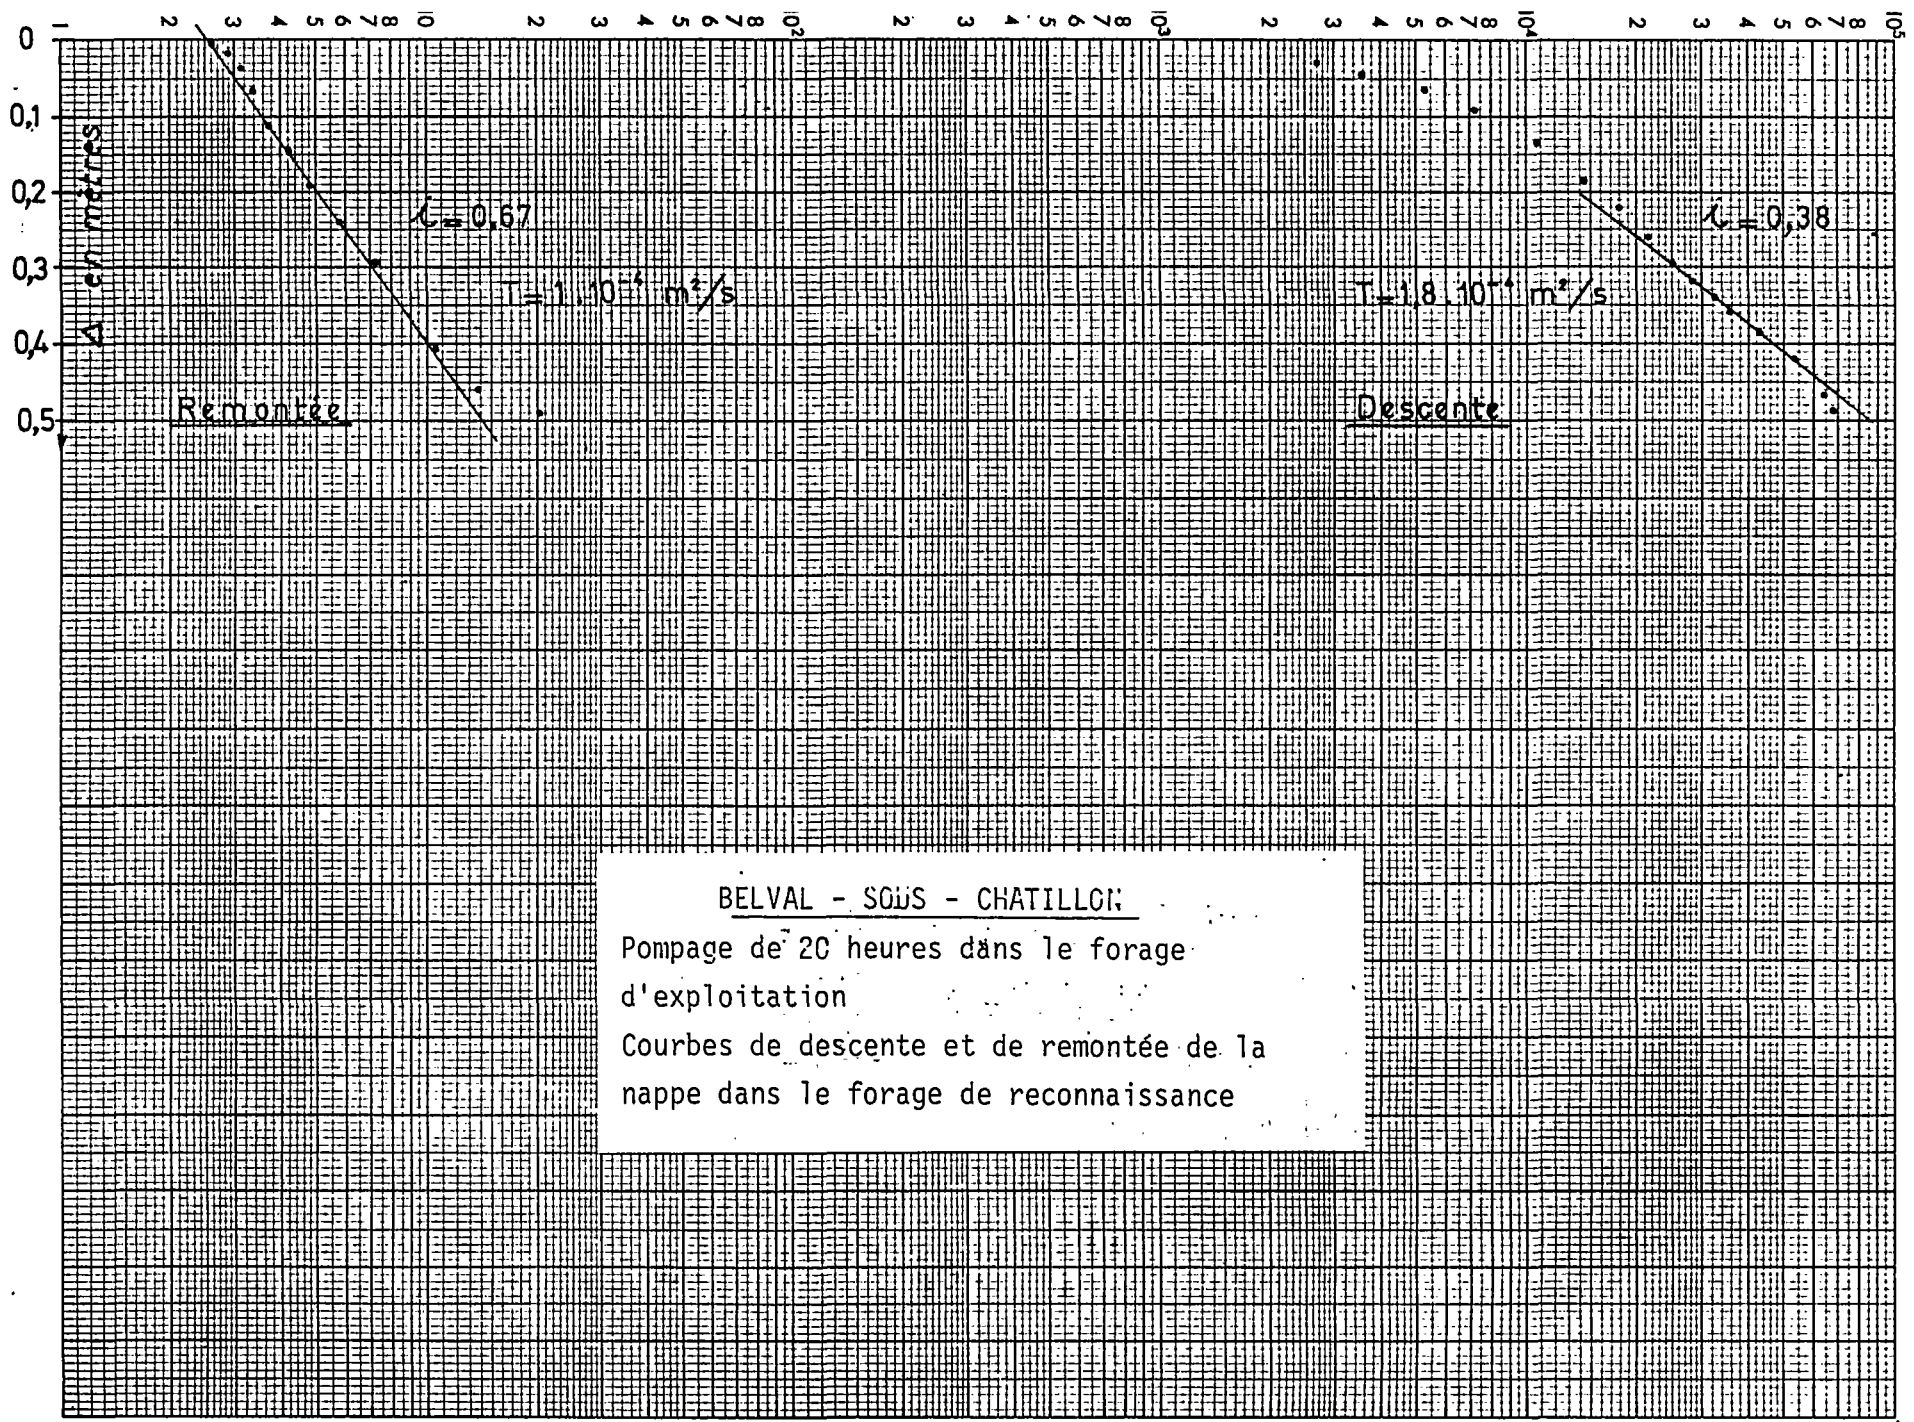 1 2 3 4 5 6 7 8 10 2 3 4 5 6 7 8 10² 2 3 4 5 6 7 8 10³ 2 3 4 5 6 7 8 10⁴ 2 3 4 5 6 7 8 10⁵
0
0,1
0,2
0,3
0,4
0,5
Δ en mètres
i = 0,67
T = 1.10⁻⁴ m²/s
Remontée
i = 0,38
T = 1,8.10⁻⁴ m²/s
Descente
BELVAL - SOUS - CHATILLON
Pompage de 20 heures dans le forage
d'exploitation
Courbes de descente et de remontée de la
nappe dans le forage de reconnaissance